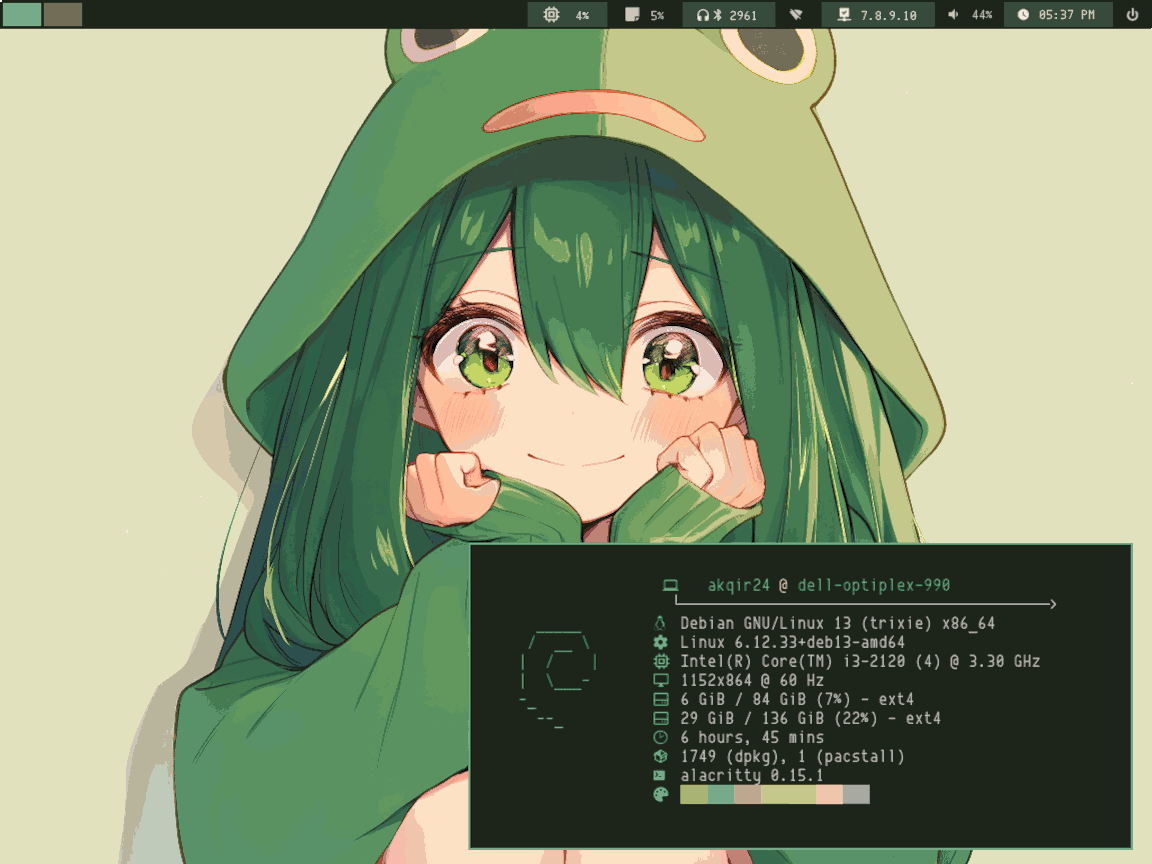 4% 5% 2961 7.8.9.10 44% 05:37 PM
akqir24 @ dell-optiplex-990
Debian GNU/Linux 13 (trixie) x86_64
Linux 6.12.33+deb13-amd64
Intel(R) Core(TM) i3-2120 (4) @ 3.30 GHz
1152x864 @ 60 Hz
6 GiB / 84 GiB (7%) - ext4
29 GiB / 136 GiB (22%) - ext4
6 hours, 45 mins
1749 (dpkg), 1 (pacstall)
alacritty 0.15.1